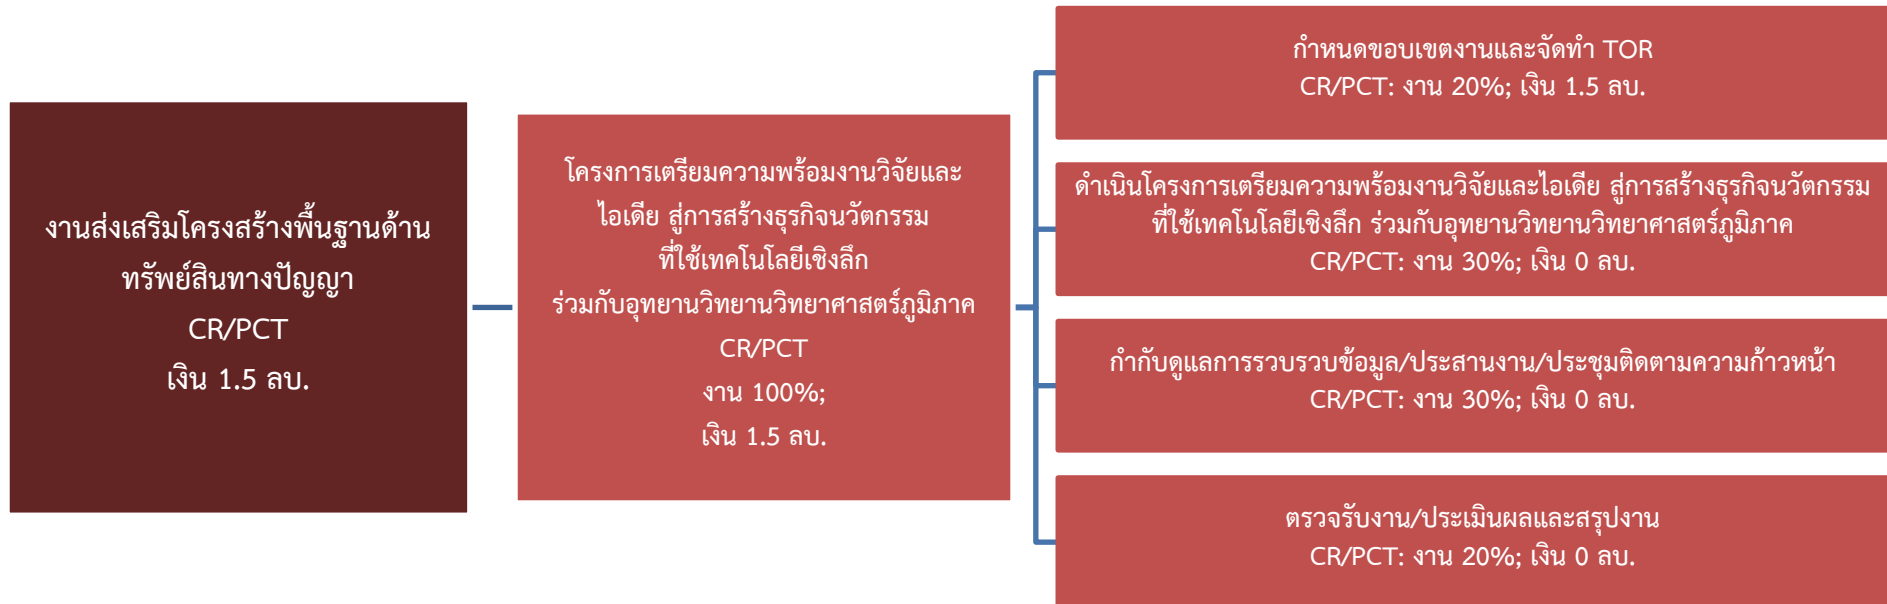 งานส่งเสริมโครงสร้างพื้นฐานด้าน
ทรัพย์สินทางปัญญา
CR/PCT
เงิน 1.5 ลบ.
โครงการเตรียมความพร้อมงานวิจัยและ
ไอเดีย สู่การสร้างธุรกิจนวัตกรรม
ที่ใช้เทคโนโลยีเชิงลึก
ร่วมกับอุทยานวิทยานวิทยาศาสตร์ภูมิภาค
CR/PCT
งาน 100%;
เงิน 1.5 ลบ.
กำหนดขอบเขตงานและจัดทำ TOR
CR/PCT: งาน 20%; เงิน 1.5 ลบ.
ดำเนินโครงการเตรียมความพร้อมงานวิจัยและไอเดีย สู่การสร้างธุรกิจนวัตกรรม
ที่ใช้เทคโนโลยีเชิงลึก ร่วมกับอุทยานวิทยานวิทยาศาสตร์ภูมิภาค
CR/PCT: งาน 30%; เงิน 0 ลบ.
กำกับดูแลการรวบรวบข้อมูล/ประสานงาน/ประชุมติดตามความก้าวหน้า
CR/PCT: งาน 30%; เงิน 0 ลบ.
ตรวจรับงาน/ประเมินผลและสรุปงาน
CR/PCT: งาน 20%; เงิน 0 ลบ.